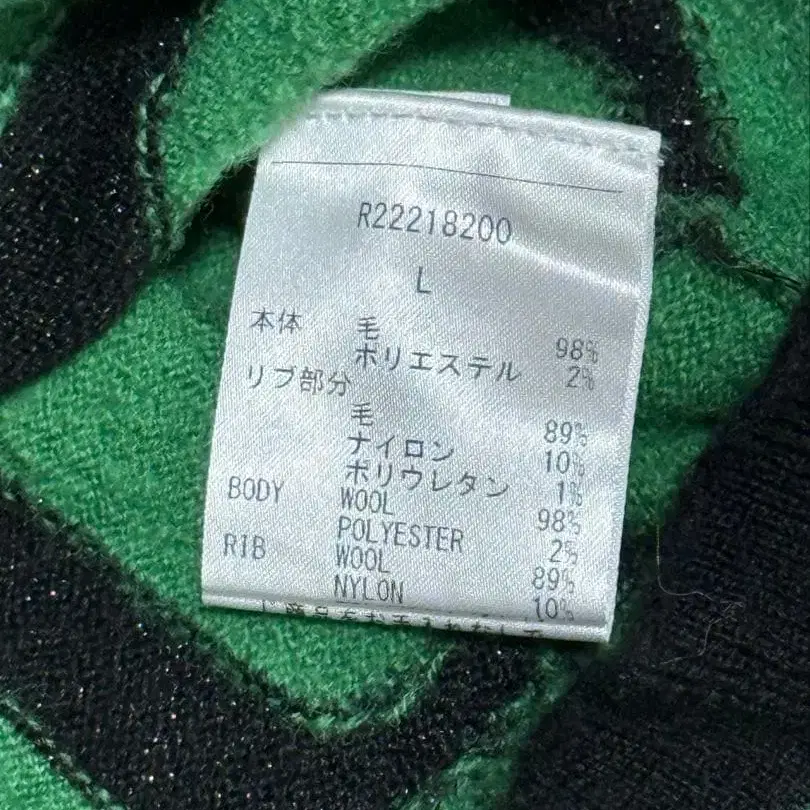 R22218200
L
本体 毛 98%
ポリエステル 2%
リブ部分
毛 89%
ナイロン 10%
ポリウレタン 1%
BODY WOOL 98%
POLYESTER 2%
RIB WOOL 89%
NYLON 10%